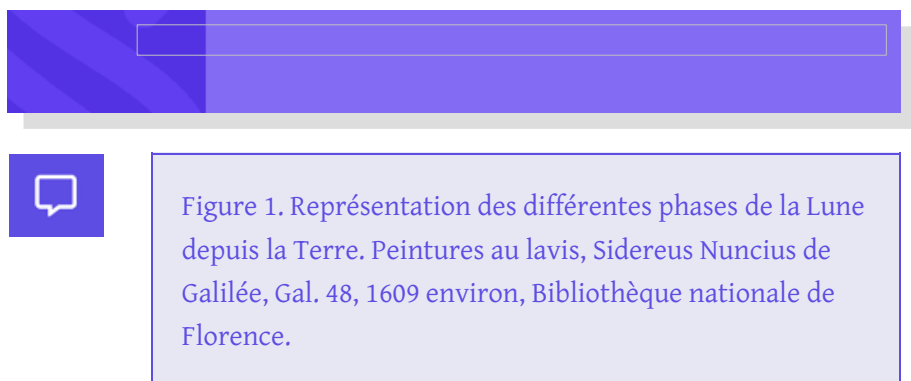 Figure 1. Représentation des différentes phases de la Lune
depuis la Terre. Peintures au lavis, Sidereus Nuncius de
Galilée, Gal. 48, 1609 environ, Bibliothèque nationale de
Florence.